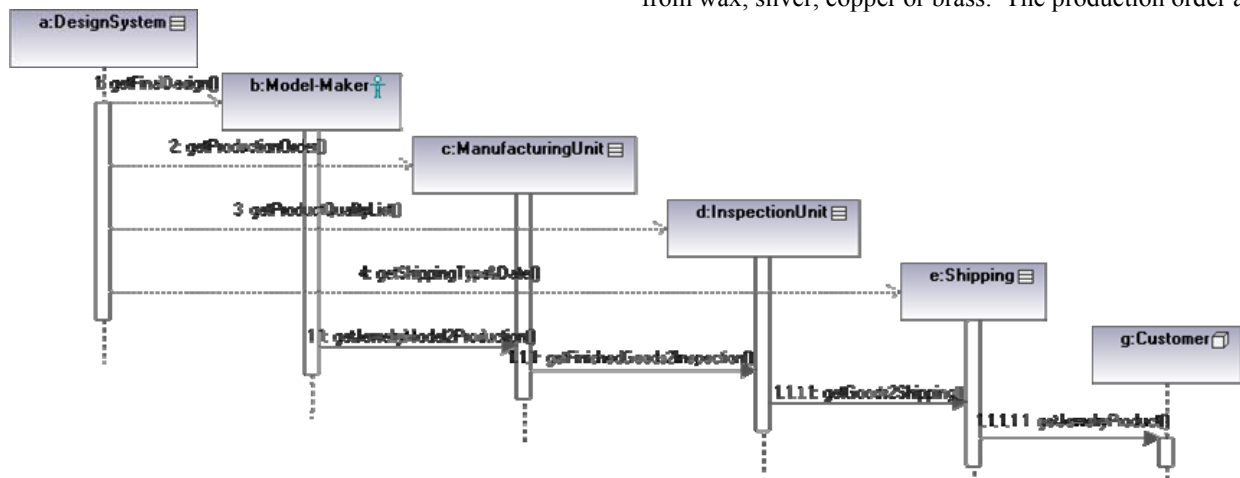 from wax, silver, copper or brass. The production order a
a:DesignSystem
1: getFinalDesign()
b:Model-Maker
2: getProductionOrder()
c:ManufacturingUnit
3: getProductQualityList()
d:InspectionUnit
4: getShippingType&Date()
e:Shipping
1.1: getJewelryModel2Production()
g:Customer
1.1.1: getFinishedGoods2Inspection()
1.1.1.1: getGoods2Shipping()
1.1.1.1.1: getJewelryProduct()